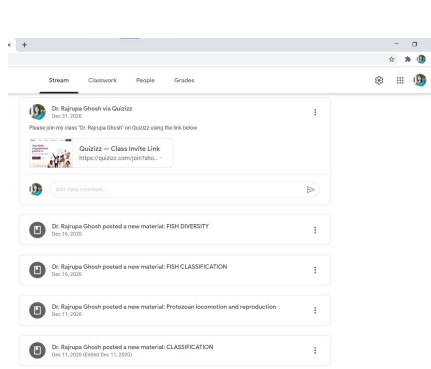 Stream Classwork People Grades
Dr. Rajrupa Ghosh via Quizizz
Dec 31, 2020
Please join my class "Dr. Rajrupa Ghosh" on Quizizz using the link below.
Quizizz — Class Invite Link
https://quizizz.com/join?sho...
Add class comment...
Dr. Rajrupa Ghosh posted a new material: FISH DIVERSITY
Dec 16, 2020
Dr. Rajrupa Ghosh posted a new material: FISH CLASSIFICATION
Dec 16, 2020
Dr. Rajrupa Ghosh posted a new material: Protozoan locomotion and reproduction
Dec 11, 2020
Dr. Rajrupa Ghosh posted a new material: CLASSIFICATION
Dec 11, 2020 (Edited Dec 11, 2020)